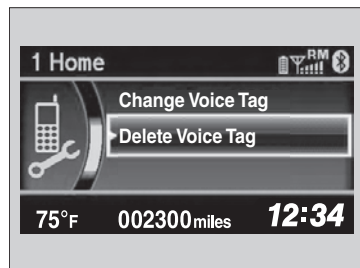 1 Home
RM
Change Voice Tag
Delete Voice Tag
75°F 002300 miles 12:34